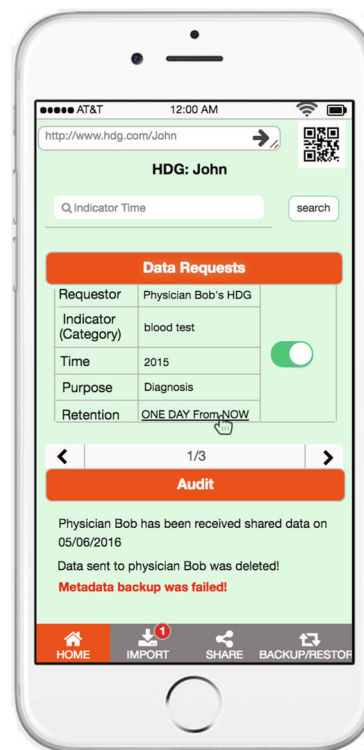 AT&T 12:00 AM
http://www.hdg.com/John
HDG: John
Indicator Time search
Data Requests
Requestor Physician Bob's HDG
Indicator (Category) blood test
Time 2015
Purpose Diagnosis
Retention ONE DAY From NOW
1/3
Audit
Physician Bob has been received shared data on
05/06/2016
Data sent to physician Bob was deleted!
Metadata backup was failed!
1
HOME IMPORT SHARE BACKUP/RESTOR